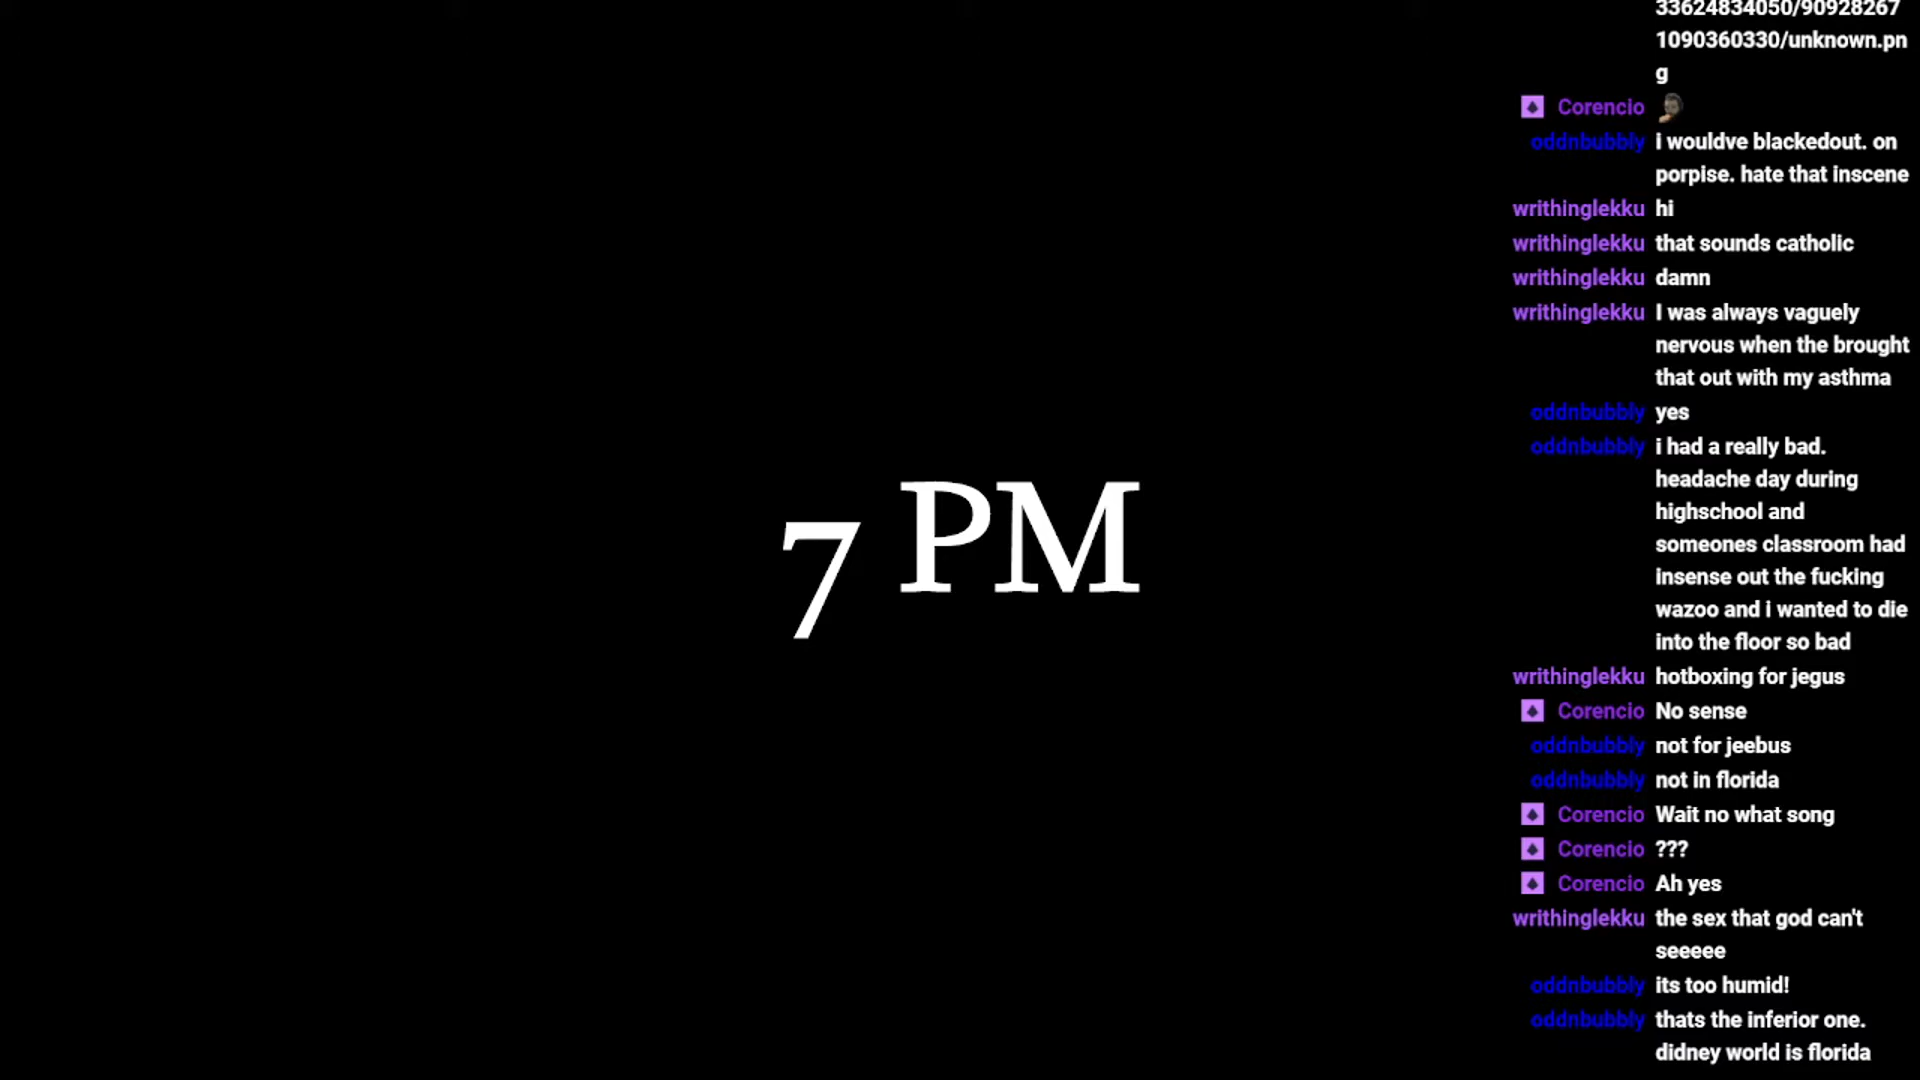 7 PM
33624834050/90928267
1090360330/unknown.pn
g
Corencio
oddnbubbly i wouldve blackedout. on
porpise. hate that inscene
writhinglekku hi
writhinglekku that sounds catholic
writhinglekku damn
writhinglekku I was always vaguely
nervous when the brought
that out with my asthma
oddnbubbly yes
oddnbubbly i had a really bad.
headache day during
highschool and
someones classroom had
insense out the fucking
wazoo and i wanted to die
into the floor so bad
writhinglekku hotboxing for jegus
Corencio No sense
oddnbubbly not for jeebus
oddnbubbly not in florida
Corencio Wait no what song
Corencio ???
Corencio Ah yes
writhinglekku the sex that god can't
seeeee
oddnbubbly its too humid!
oddnbubbly thats the inferior one.
didney world is florida